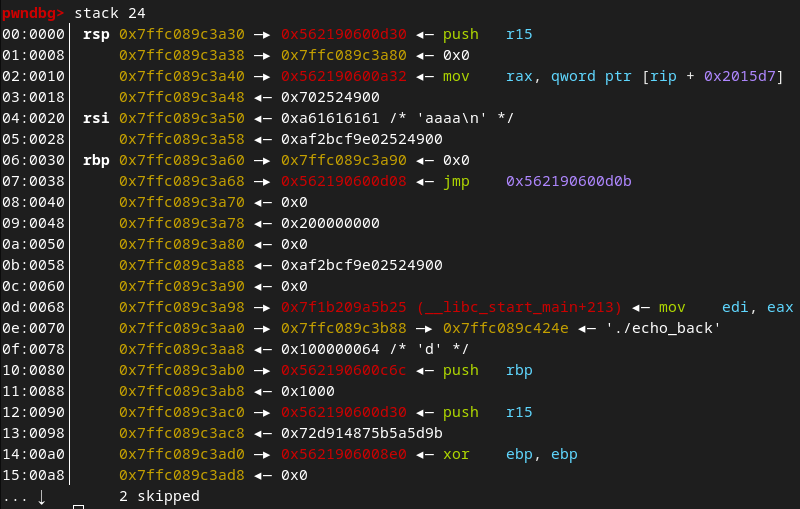 pwndbg> stack 24
00:0000│ rsp 0x7ffc089c3a30 —▸ 0x562190600d30 ◂— push   r15
01:0008│     0x7ffc089c3a38 —▸ 0x7ffc089c3a80 ◂— 0x0
02:0010│     0x7ffc089c3a40 —▸ 0x562190600a32 ◂— mov    rax, qword ptr [rip + 0x2015d7]
03:0018│     0x7ffc089c3a48 ◂— 0x702524900
04:0020│ rsi 0x7ffc089c3a50 ◂— 0xa61616161 /* 'aaaa\n' */
05:0028│     0x7ffc089c3a58 ◂— 0xaf2bcf9e02524900
06:0030│ rbp 0x7ffc089c3a60 —▸ 0x7ffc089c3a90 ◂— 0x0
07:0038│     0x7ffc089c3a68 —▸ 0x562190600d08 ◂— jmp    0x562190600d0b
08:0040│     0x7ffc089c3a70 ◂— 0x0
09:0048│     0x7ffc089c3a78 ◂— 0x200000000
0a:0050│     0x7ffc089c3a80 ◂— 0x0
0b:0058│     0x7ffc089c3a88 ◂— 0xaf2bcf9e02524900
0c:0060│     0x7ffc089c3a90 ◂— 0x0
0d:0068│     0x7ffc089c3a98 —▸ 0x7f1b209a5b25 (__libc_start_main+213) ◂— mov    edi, eax
0e:0070│     0x7ffc089c3aa0 —▸ 0x7ffc089c3b88 —▸ 0x7ffc089c424e ◂— './echo_back'
0f:0078│     0x7ffc089c3aa8 ◂— 0x100000064 /* 'd' */
10:0080│     0x7ffc089c3ab0 —▸ 0x562190600c6c ◂— push   rbp
11:0088│     0x7ffc089c3ab8 ◂— 0x1000
12:0090│     0x7ffc089c3ac0 —▸ 0x562190600d30 ◂— push   r15
13:0098│     0x7ffc089c3ac8 ◂— 0x72d914875b5a5d9b
14:00a0│     0x7ffc089c3ad0 —▸ 0x5621906008e0 ◂— xor    ebp, ebp
15:00a8│     0x7ffc089c3ad8 ◂— 0x0
... ↓        2 skipped